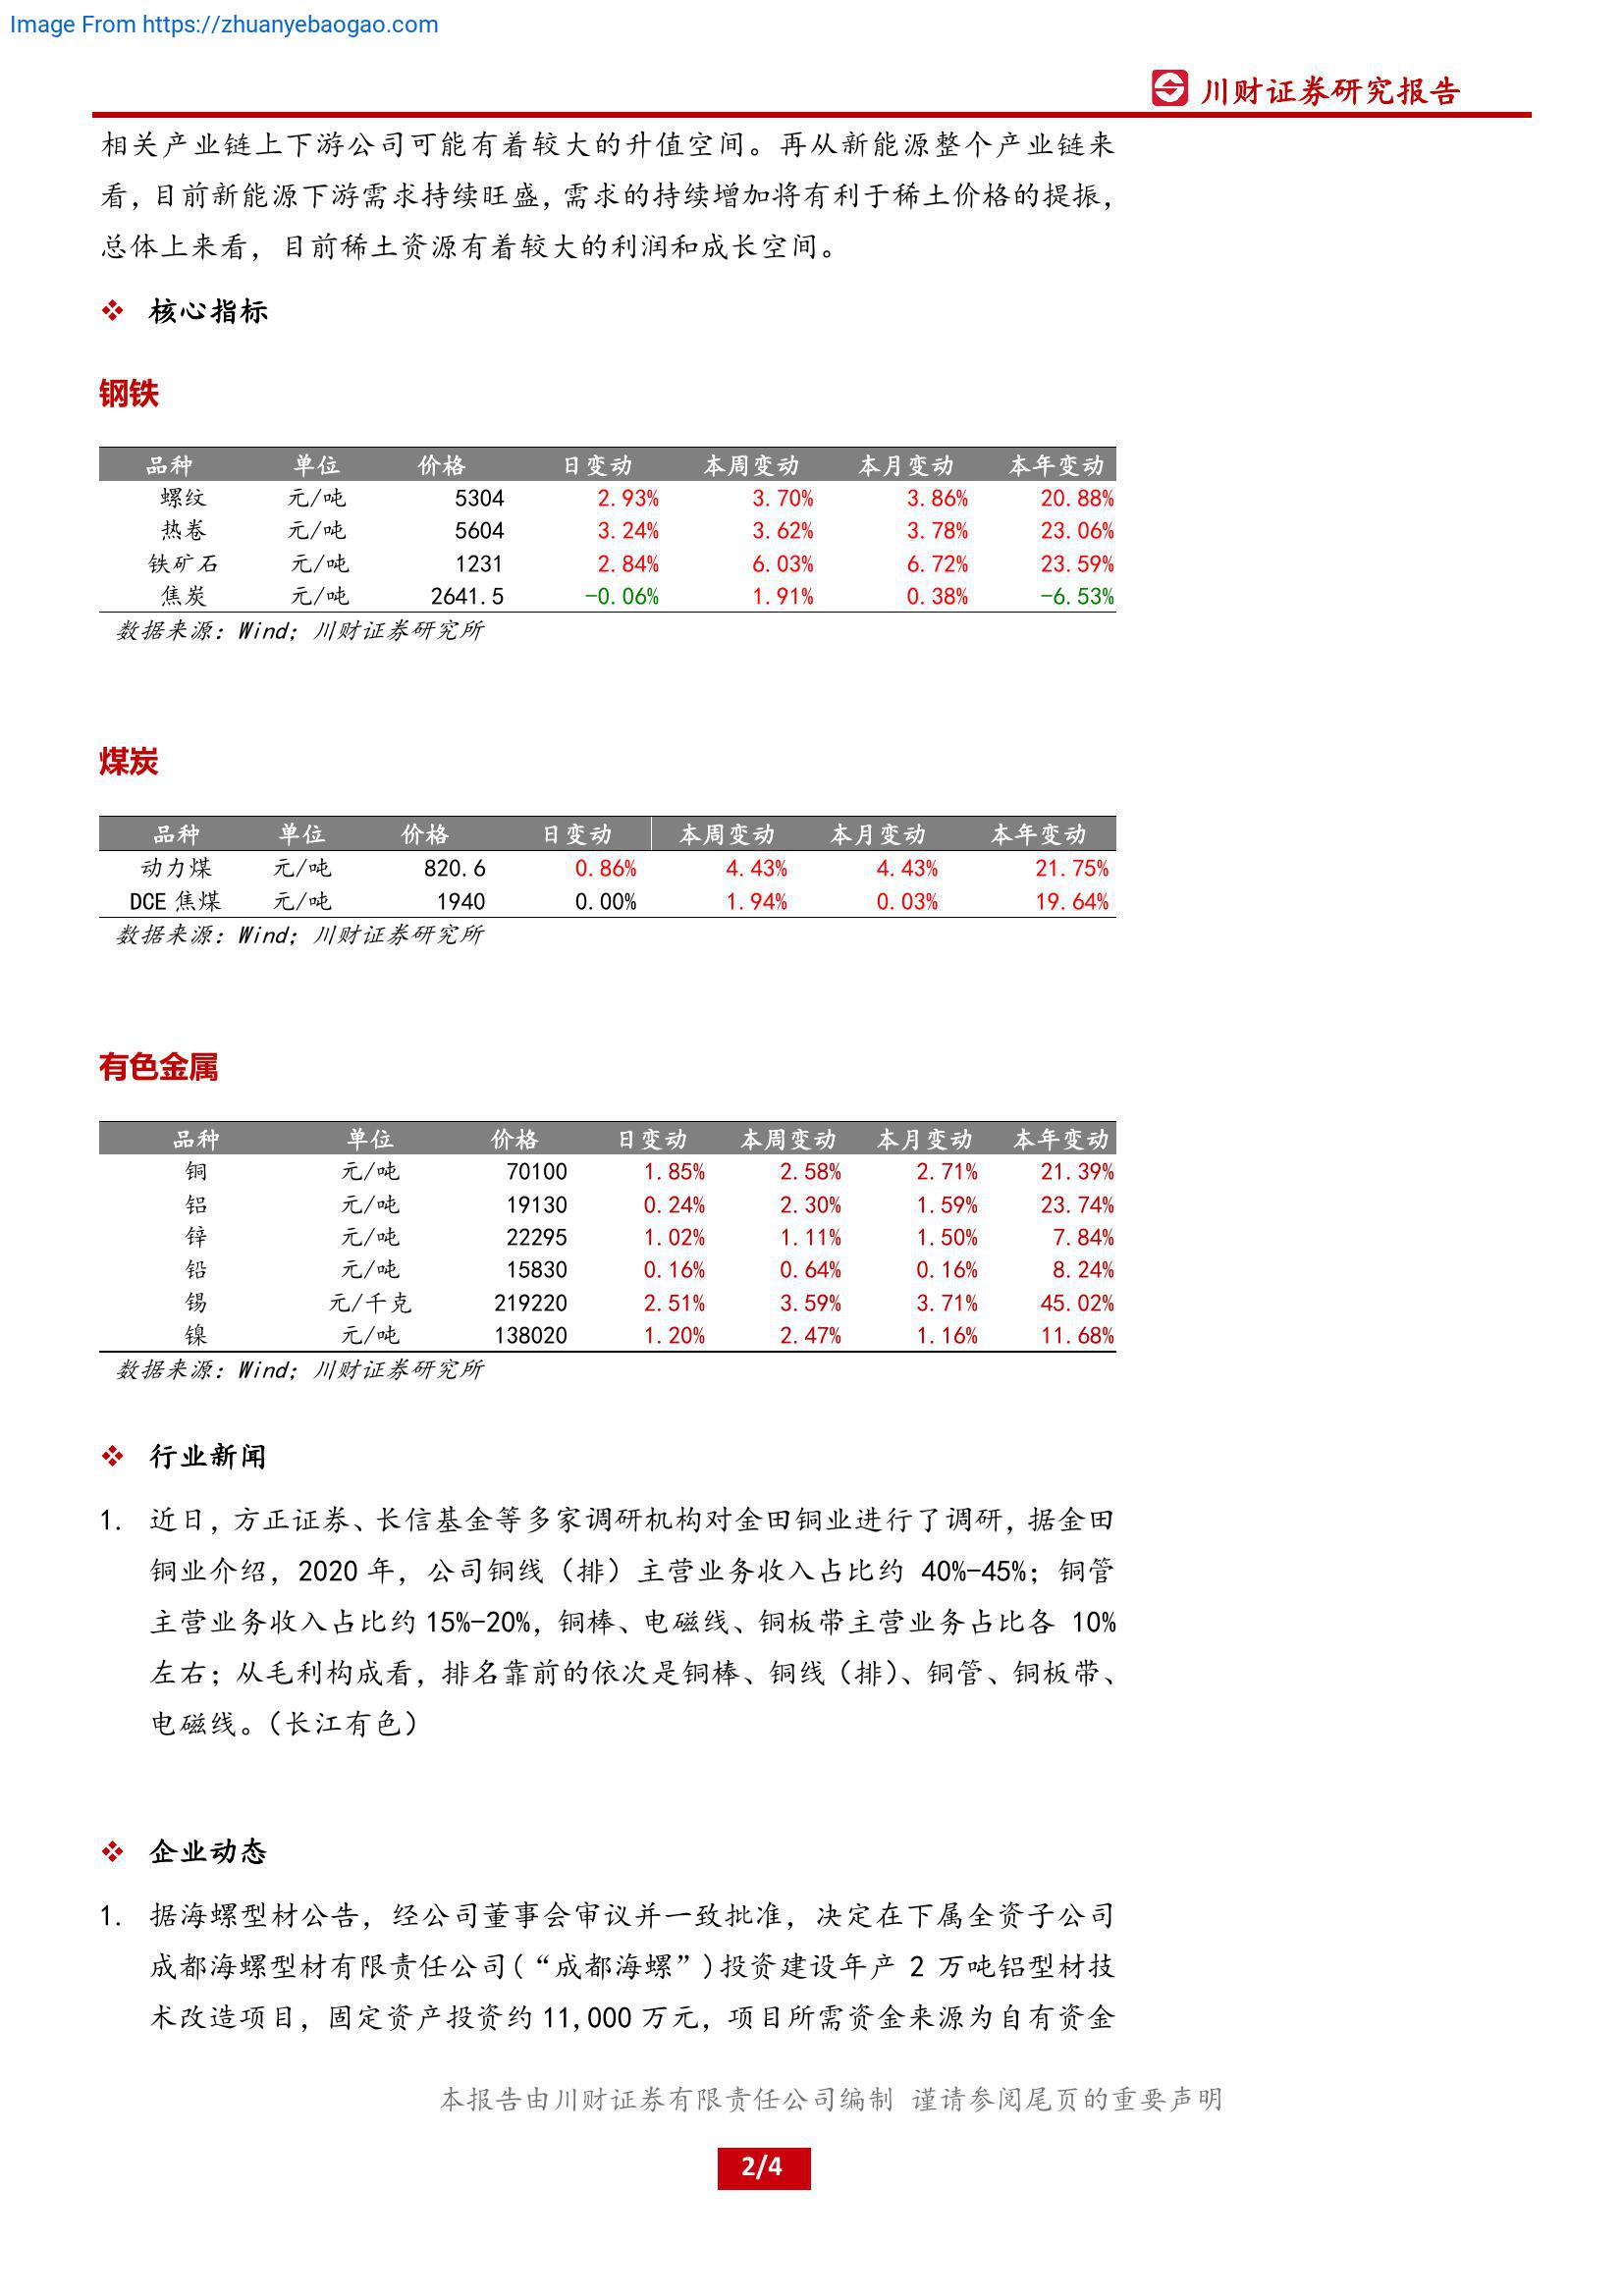 Image From https://zhuanyebaogao.com
川财证券研究报告
相关产业链上下游公司可能有着较大的升值空间。再从新能源整个产业链来
看，目前新能源下游需求持续旺盛，需求的持续增加将有利于稀土价格的提振，
总体上来看，目前稀土资源有着较大的利润和成长空间。
❖ 核心指标
钢铁
品种 单位 价格 日变动 本周变动 本月变动 本年变动
螺纹 元/吨 5304 2.93% 3.70% 3.86% 20.88%
热卷 元/吨 5604 3.24% 3.62% 3.78% 23.06%
铁矿石 元/吨 1231 2.84% 6.03% 6.72% 23.59%
焦炭 元/吨 2641.5 -0.06% 1.91% 0.38% -6.53%
数据来源：Wind；川财证券研究所
煤炭
品种 单位 价格 日变动 本周变动 本月变动 本年变动
动力煤 元/吨 820.6 0.86% 4.43% 4.43% 21.75%
DCE 焦煤 元/吨 1940 0.00% 1.94% 0.03% 19.64%
数据来源：Wind；川财证券研究所
有色金属
品种 单位 价格 日变动 本周变动 本月变动 本年变动
铜 元/吨 70100 1.85% 2.58% 2.71% 21.39%
铝 元/吨 19130 0.24% 2.30% 1.59% 23.74%
锌 元/吨 22295 1.02% 1.11% 1.50% 7.84%
铅 元/吨 15830 0.16% 0.64% 0.16% 8.24%
锡 元/千克 219220 2.51% 3.59% 3.71% 45.02%
镍 元/吨 138020 1.20% 2.47% 1.16% 11.68%
数据来源：Wind；川财证券研究所
❖ 行业新闻
1. 近日，方正证券、长信基金等多家调研机构对金田铜业进行了调研，据金田
铜业介绍，2020 年，公司铜线（排）主营业务收入占比约 40%-45%；铜管
主营业务收入占比约 15%-20%，铜棒、电磁线、铜板带主营业务占比各 10%
左右；从毛利构成看，排名靠前的依次是铜棒、铜线（排）、铜管、铜板带、
电磁线。（长江有色）
❖ 企业动态
1. 据海螺型材公告，经公司董事会审议并一致批准，决定在下属全资子公司
成都海螺型材有限责任公司(“成都海螺”)投资建设年产 2 万吨铝型材技
术改造项目，固定资产投资约 11,000 万元，项目所需资金来源为自有资金
本报告由川财证券有限责任公司编制 谨请参阅尾页的重要声明
2/4